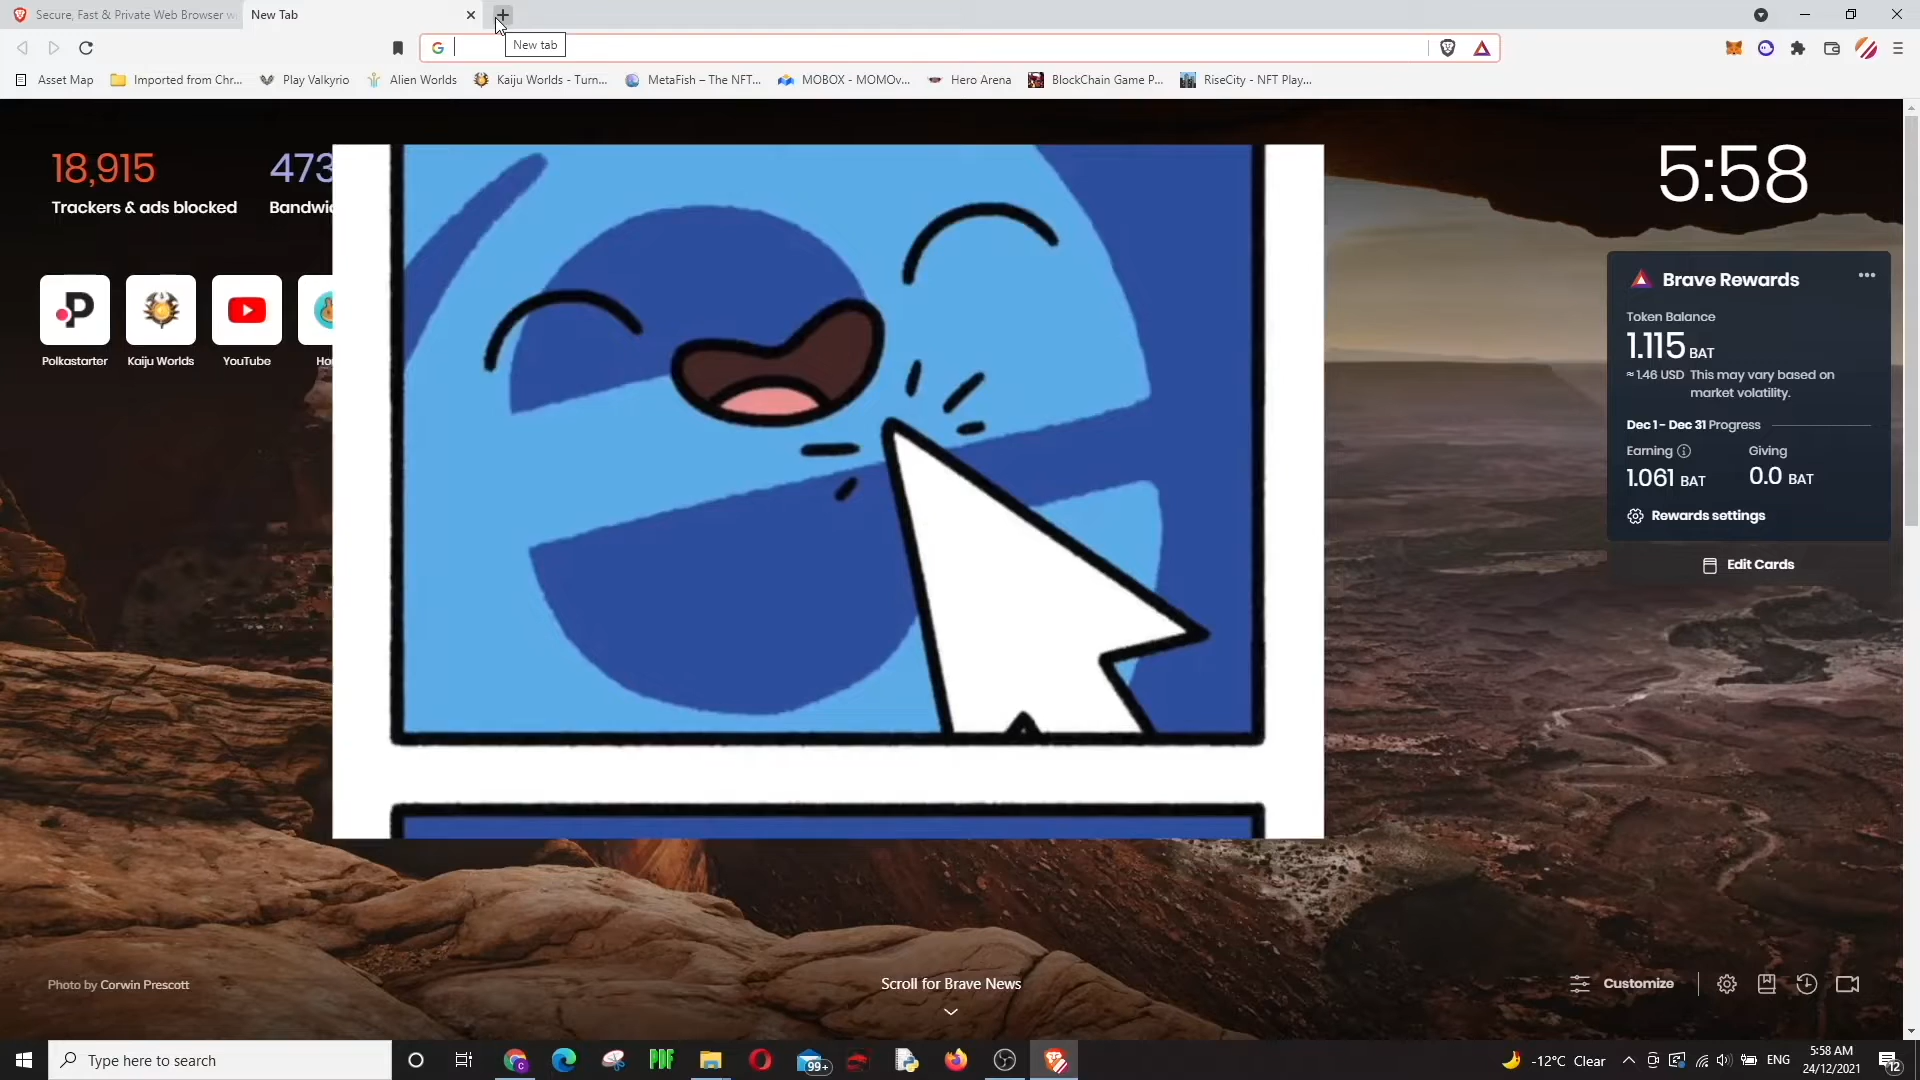 Secure, Fast & Private Web Browser w
New Tab
New tab
Asset Map
Imported from Chr...
Play Valkyrio
Alien Worlds
Kaiju Worlds - Turn...
MetaFish – The NFT...
MOBOX - MOMOv...
Hero Arena
BlockChain Game P...
RiseCity - NFT Play...
18,915
Trackers & ads blocked
473
Bandwi
Polkastarter
Kaiju Worlds
YouTube
Ho
5:58
Brave Rewards
Token Balance
1.115 BAT
≈ 1.46 USD This may vary based on
market volatility.
Dec 1 - Dec 31 Progress
Earning
Giving
1.061 BAT
0.0 BAT
Rewards settings
Edit Cards
Photo by Corwin Prescott
Scroll for Brave News
Customize
Type here to search
99+
-12°C Clear
ENG
5:58 AM
24/12/2021
12